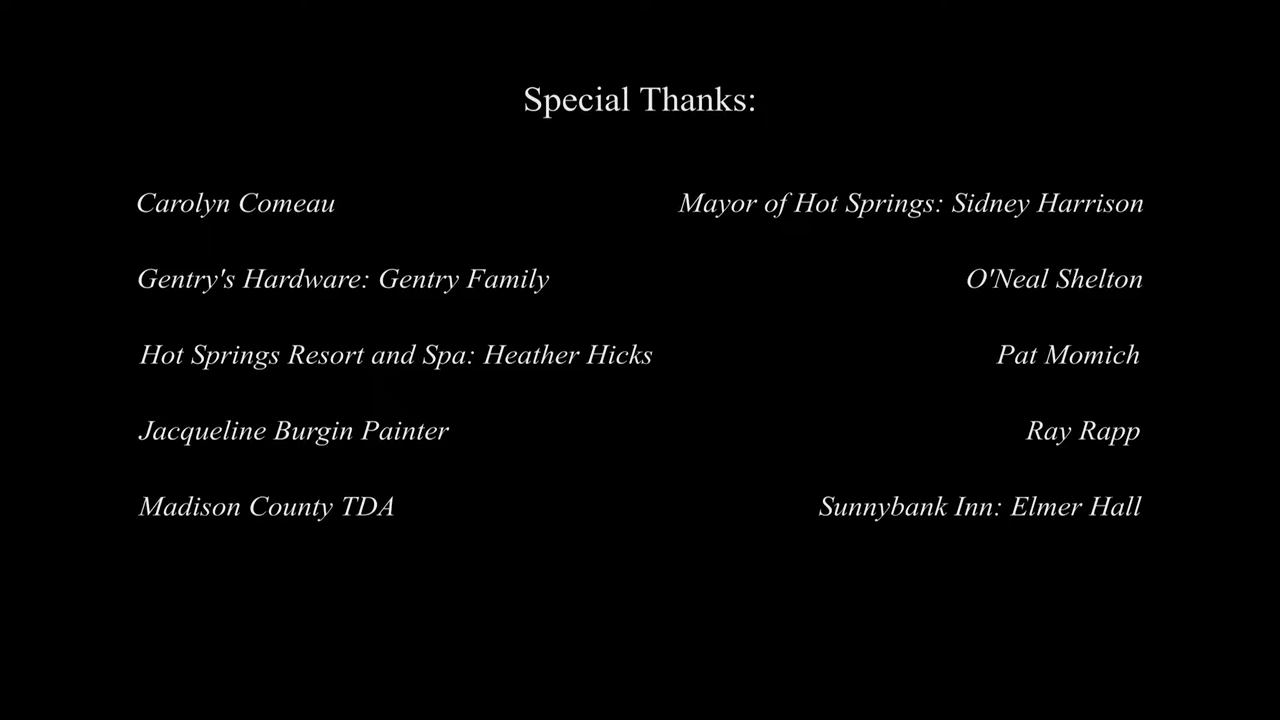 Special Thanks:
Carolyn Comeau
Mayor of Hot Springs: Sidney Harrison
Gentry's Hardware: Gentry Family
O'Neal Shelton
Hot Springs Resort and Spa: Heather Hicks
Pat Momich
Jacqueline Burgin Painter
Ray Rapp
Madison County TDA
Sunnybank Inn: Elmer Hall